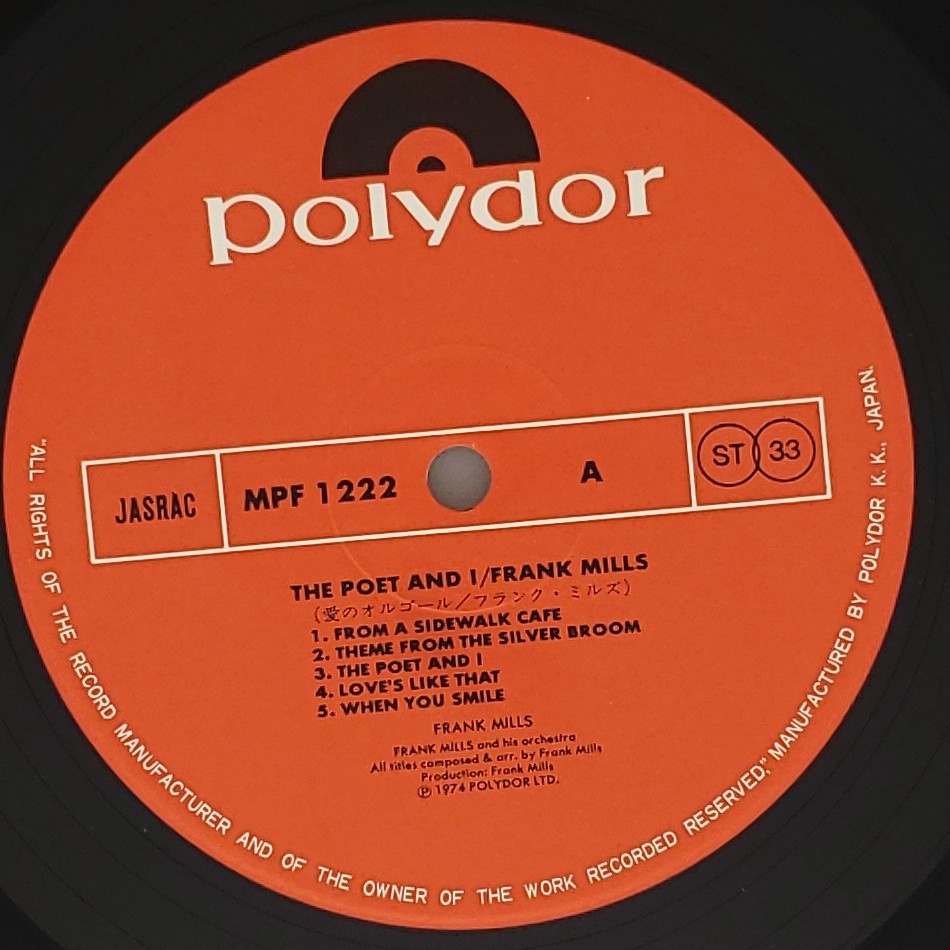 polydor
JASRAC
MPF 1222
A
ST 33
THE POET AND I/FRANK MILLS
(愛のオルゴール/フランク・ミルズ)
1. FROM A SIDEWALK CAFE
2. THEME FROM THE SILVER BROOM
3. THE POET AND I
4. LOVE'S LIKE THAT
5. WHEN YOU SMILE
FRANK MILLS
FRANK MILLS and his orchestra
All titles composed & arr. by Frank Mills
Production: Frank Mills
Ⓟ 1974 POLYDOR LTD.
"ALL RIGHTS OF THE RECORD MANUFACTURER AND OF THE OWNER OF THE WORK RECORDED RESERVED," MANUFACTURED BY POLYDOR K. K., JAPAN.